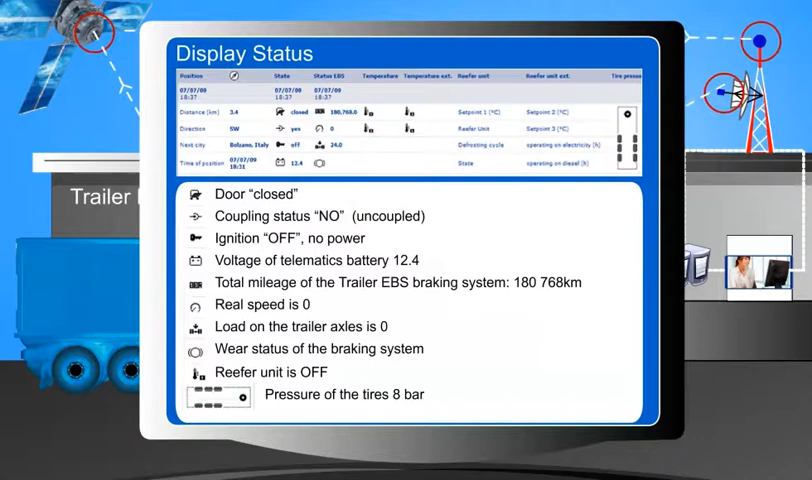 Display Status
Position State Status EBS Temperature Temperature ext. Reefer unit Reefer unit ext. Tire pressu
07/07/09 18:37 07/07/09 18:37 07/07/09 18:37
Distance (km) 3.4 closed 180,768.0 Setpoint 1 (°C) Setpoint 2 (°C)
Direction SW yes 0 Reefer Unit Setpoint 3 (°C)
Next city Bolzano, Italy off 24.0 Defrosting cycle operating on electricity (h)
Time of position 07/07/09 18:31 12.4 State operating on diesel (h)
Trailer
Door “closed”
Coupling status “NO” (uncoupled)
Ignition “OFF”, no power
Voltage of telematics battery 12.4
Total mileage of the Trailer EBS braking system: 180 768km
Real speed is 0
Load on the trailer axles is 0
Wear status of the braking system
Reefer unit is OFF
Pressure of the tires 8 bar